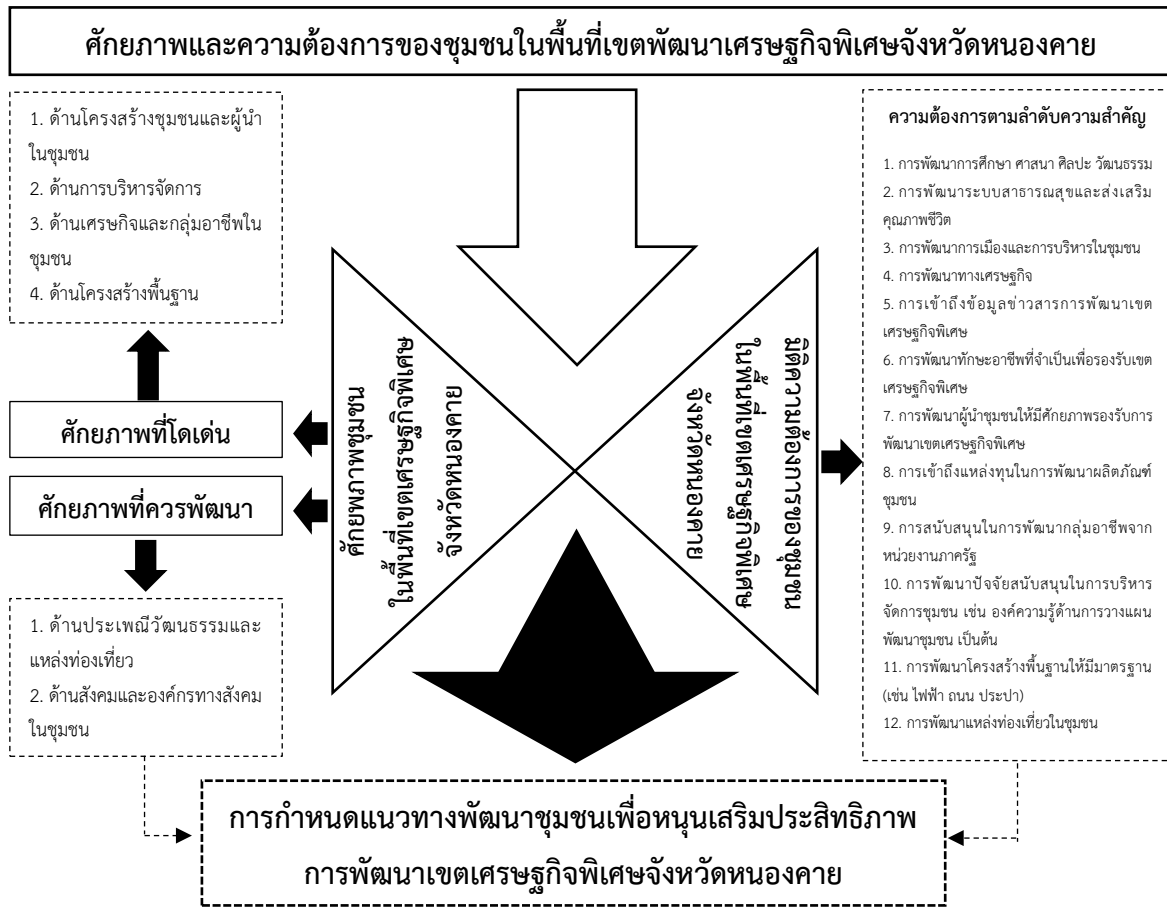 ศักยภาพและความต้องการของชุมชนในพื้นที่เขตพัฒนาเศรษฐกิจพิเศษจังหวัดหนองคาย
1. ด้านโครงสร้างชุมชนและผู้นำ
ในชุมชน
2. ด้านการบริหารจัดการ
3. ด้านเศรษกิจและกลุ่มอาชีพใน
ชุมชน
4. ด้านโครงสร้างพื้นฐาน
ศักยภาพที่โดเด่น
ศักยภาพที่ควรพัฒนา
1. ด้านประเพณีวัฒนธรรมและ
แหล่งท่องเที่ยว
2. ด้านสังคมและองค์กรทางสังคม
ในชุมชน
ศักยพภาพชุมชน
ในพื้นที่เขตเศรษฐกิจพิเศษ
จังหวัดหนองคาย
มิติความต้องการของชุมชน
ในพื้นที่เขตเศรษฐกิจพิเศษ
จังหวัดหนองคาย
ความต้องการตามลำดับความสำคัญ
1. การพัฒนาการศึกษา ศาสนา ศิลปะ วัฒนธรรม
2. การพัฒนาระบบสาธารณสุขและส่งเสริม
คุณภาพชีวิต
3. การพัฒนาการเมืองและการบริหารในชุมชน
4. การพัฒนาทางเศรษฐกิจ
5. การเข้าถึงข้อมูลข่าวสารการพัฒนาเขต
เศรษฐกิจพิเศษ
6. การพัฒนาทักษะอาชีพที่จำเป็นเพื่อรองรับเขต
เศรษฐกิจพิเศษ
7. การพัฒนาผู้นำชุมชนให้มีศักยภาพรองรับการ
พัฒนาเขตเศรษฐกิจพิเศษ
8. การเข้าถึงแหล่งทุนในการพัฒนาผลิตภัณฑ์
ชุมชน
9. การสนับสนุนในการพัฒนากลุ่มอาชีพจาก
หน่วยงานภาครัฐ
10. การพัฒนาปัจจัยสนับสนุนในการบริหาร
จัดการชุมชน เช่น องค์ความรู้ด้านการวางแผน
พัฒนาชุมชน เป็นต้น
11. การพัฒนาโครงสร้างพื้นฐานให้มีมาตรฐาน
(เช่น ไฟฟ้า ถนน ประปา)
12. การพัฒนาแหล่งท่องเที่ยวในชุมชน
การกำหนดแนวทางพัฒนาชุมชนเพื่อหนุนเสริมประสิทธิภาพ
การพัฒนาเขตเศรษฐกิจพิเศษจังหวัดหนองคาย